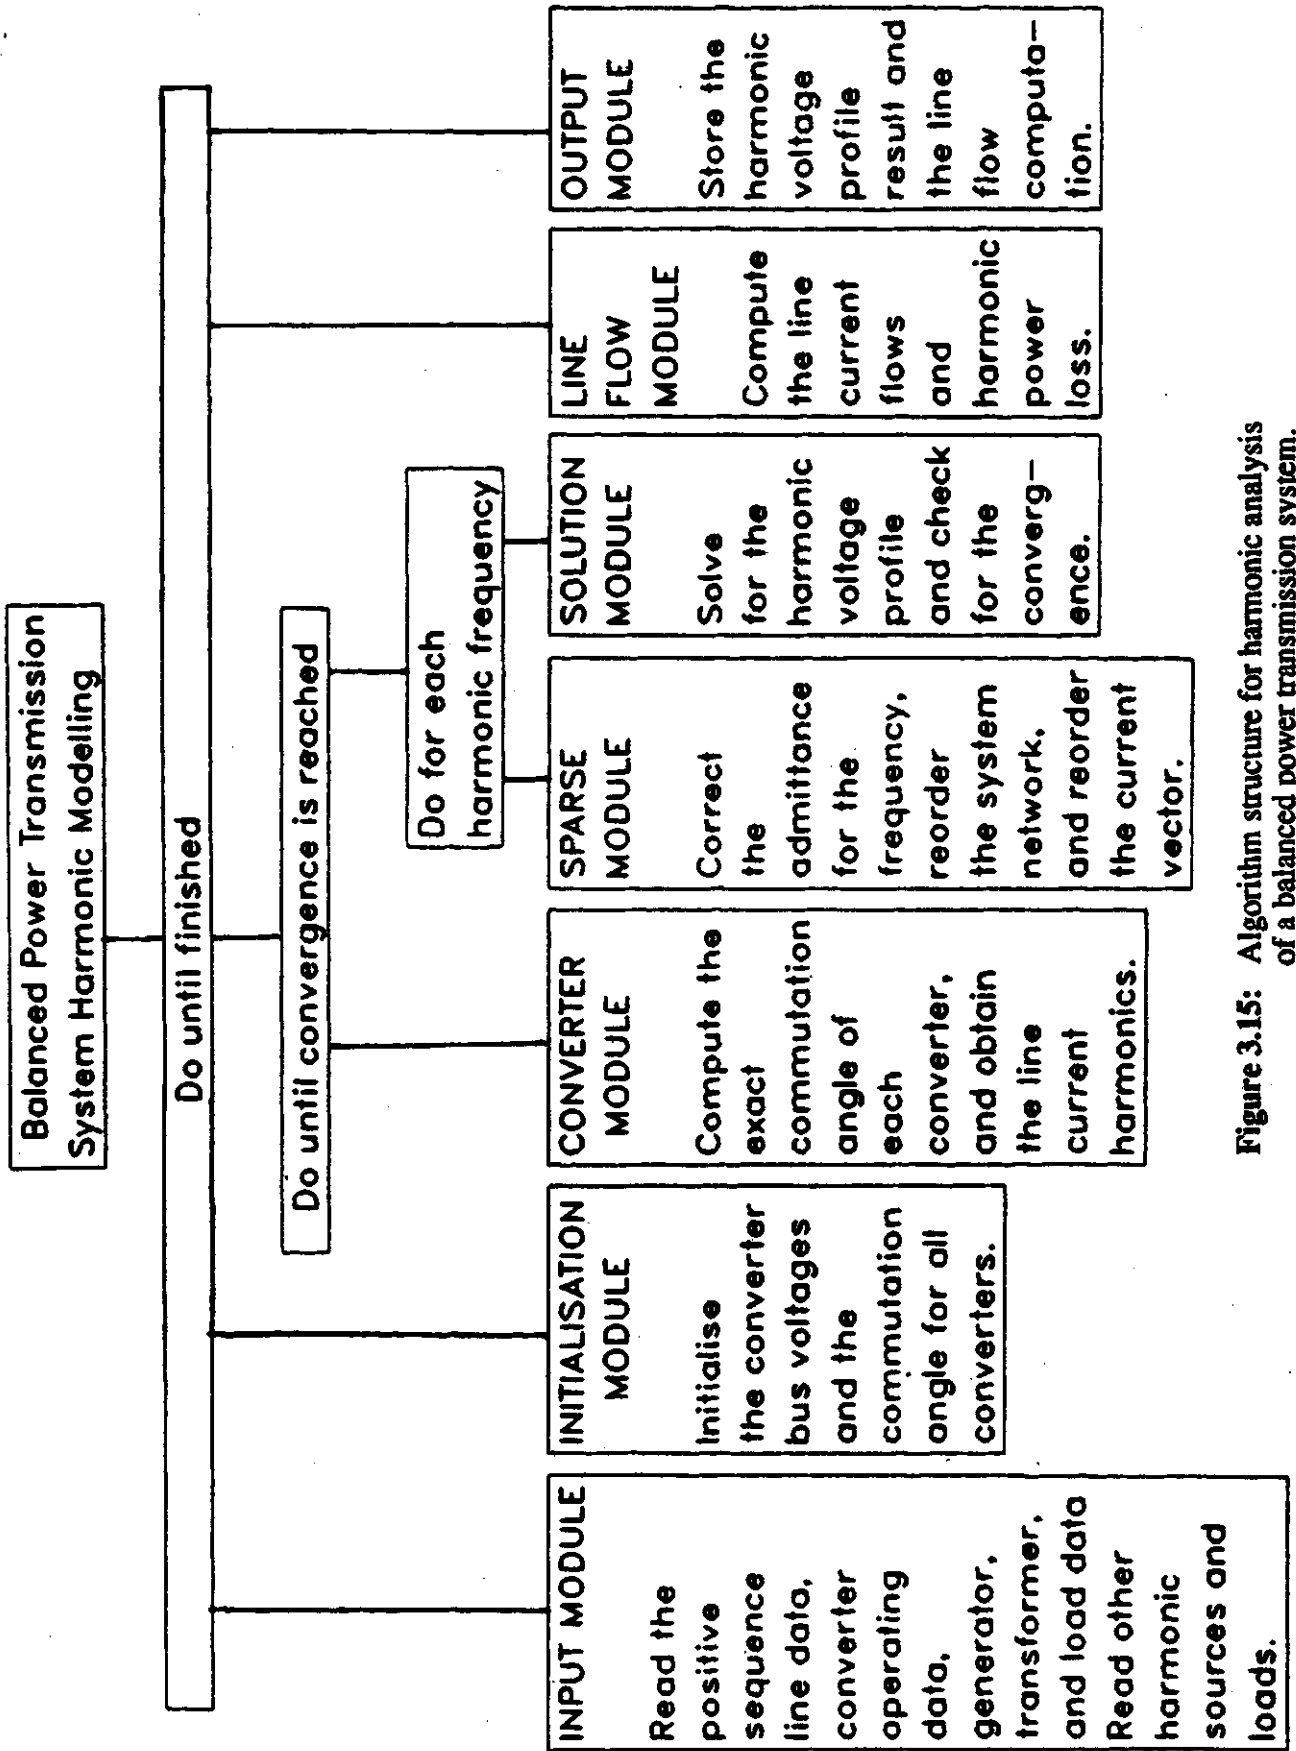 Balanced Power Transmission
System Harmonic Modelling
Do until finished
Do until convergence is reached
Do for each
harmonic frequency
INPUT MODULE
Read the
positive
sequence
line data,
converter
operating
data,
generator,
transformer,
and load data
Read other
harmonic
sources and
loads.
INITIALISATION
MODULE
Initialise
the converter
bus voltages
and the
commutation
angle for all
converters.
CONVERTER
MODULE
Compute the
exact
commutation
angle of
each
converter,
and obtain
the line
current
harmonics.
SPARSE
MODULE
Correct
the
admittance
for the
frequency,
reorder
the system
network,
and reorder
the current
vector.
SOLUTION
MODULE
Solve
for the
harmonic
voltage
profile
and check
for the
converg-
ence.
LINE
FLOW
MODULE
Compute
the line
current
flows
and
harmonic
power
loss.
OUTPUT
MODULE
Store the
harmonic
voltage
profile
result and
the line
flow
computa-
tion.
Figure 3.15: Algorithm structure for harmonic analysis
of a balanced power transmission system.